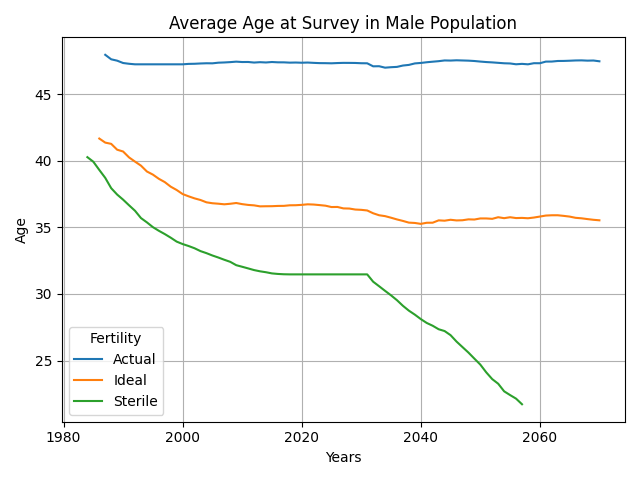 Average Age at Survey in Male Population
45
40
35
30
25
Age
Fertility
Actual
Ideal
Sterile
1980
2000
2020
2040
2060
Years